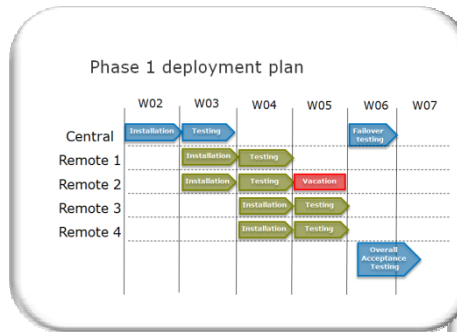 Phase 1 deployment plan
W02 W03 W04 W05 W06 W07
Central Installation Testing Failover
testing
Remote 1 Installation Testing
Remote 2 Installation Testing Vacation
Remote 3 Installation Testing
Remote 4 Installation Testing
Overall
Acceptance
Testing